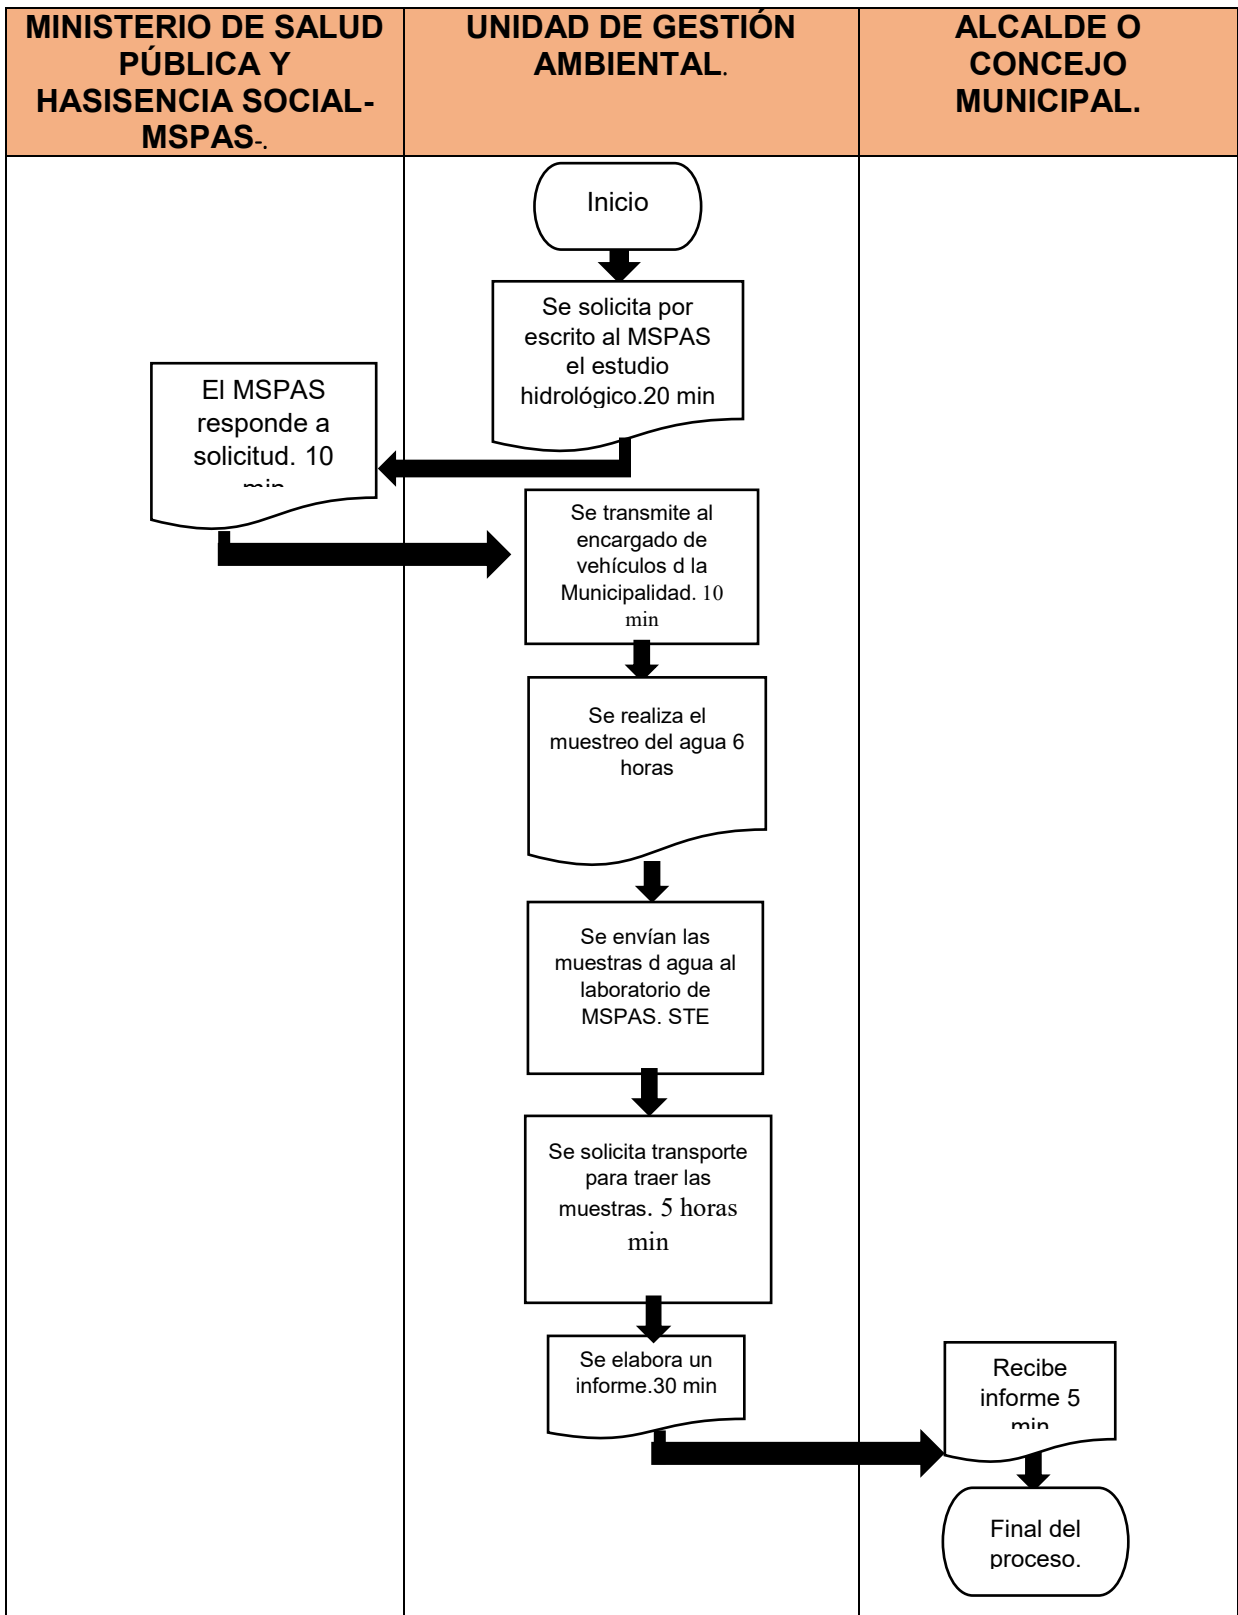 MINISTERIO DE SALUD
PÚBLICA Y
HASISENCIA SOCIAL-
MSPAS-.
UNIDAD DE GESTIÓN
AMBIENTAL.
ALCALDE O
CONCEJO
MUNICIPAL.
Inicio
Se solicita por
escrito al MSPAS
el estudio
hidrológico.20 min
El MSPAS
responde a
solicitud. 10
min
Se transmite al
encargado de
vehículos d la
Municipalidad. 10
min
Se realiza el
muestreo del agua 6
horas
Se envían las
muestras d agua al
laboratorio de
MSPAS. STE
Se solicita transporte
para traer las
muestras. 5 horas
min
Se elabora un
informe.30 min
Recibe
informe 5
min
Final del
proceso.